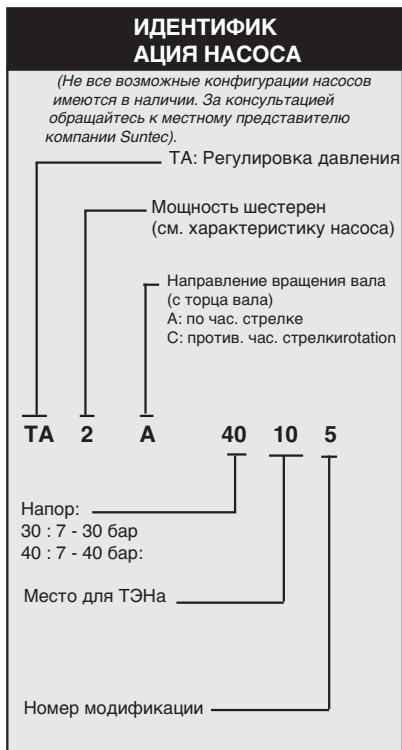 ИДЕНТИФИК
АЦИЯ НАСОСА
(Не все возможные конфигурации насосов
имеются в наличии. За консультацией
обращайтесь к местному представителю
компании Suntec).
TA: Регулировка давления
Мощность шестерен
(см. характеристику насоса)
Направление вращения вала
(с торца вала)
А: по час. стрелке
С: против. час. стрелкиrotation
TA 2 A 40 10 5
Напор:
30 : 7 - 30 бар
40 : 7 - 40 бар:
Место для ТЭНа
Номер модификации